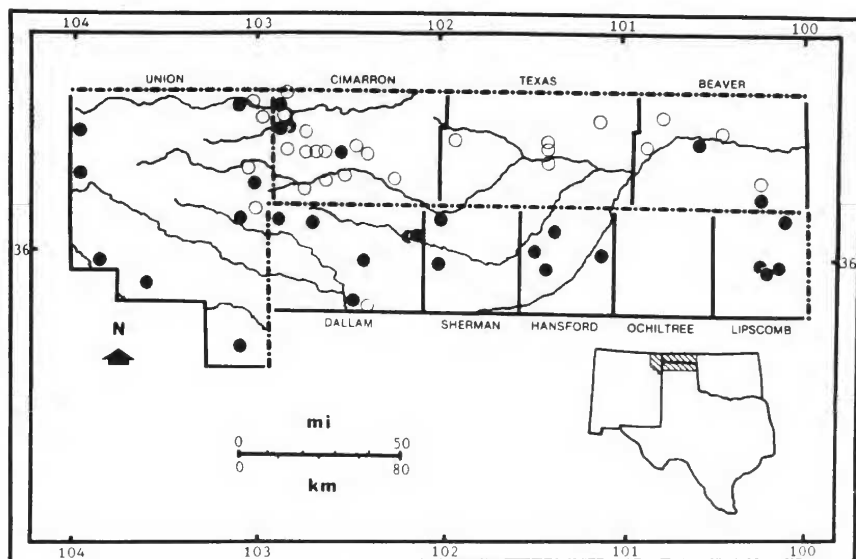 104 103 102 101 100
UNION CIMARRON TEXAS BEAVER
36 36
DALLAM SHERMAN HANSFORD OCHILTREE LIPSCOMB
N
mi
0 50
0 80
km
104 103 102 101 100